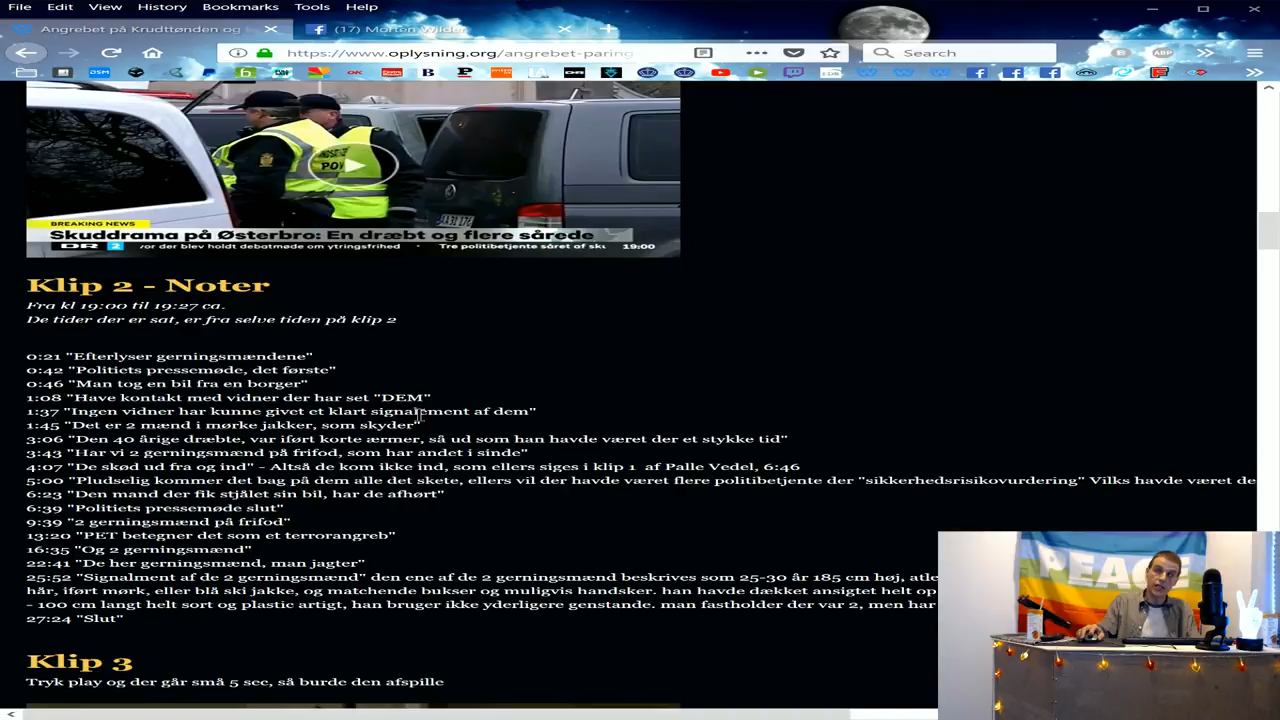 File Edit View History Bookmarks Tools Help
Angrebet på Krudttønden og
(17) Morten Wilder
https://www.oplysning.org/angrebet-paring
Search
POLI
BREAKING NEWS
Skuddrama på Østerbro: En dræbt og flere sårede
DR 2 vor der blev holdt debatmøde om ytringsfrihed Tre politibetjente såret af sku 19:00
Klip 2 - Noter
Fra kl 19:00 til 19:27 ca.
De tider der er sat, er fra selve tiden på klip 2
0:21 "Efterlyser gerningsmændene"
0:42 "Politiets pressemøde, det første"
0:46 "Man tog en bil fra en borger"
1:08 "Have kontakt med vidner der har set "DEM"
1:37 "Ingen vidner har kunne givet et klart signalement af dem"
1:45 "Det er 2 mænd i mørke jakker, som skyder"
3:06 "Den 40 årige dræbte, var iført korte ærmer, så ud som han havde været der et stykke tid"
3:43 "Har vi 2 gerningsmænd på frifod, som har andet i sinde"
4:07 "De skød ud fra og ind" - Altså de kom ikke ind, som ellers siges i klip 1 af Palle Vedel, 6:46
5:00 "Pludselig kommer det bag på dem alle det skete, ellers vil der havde været flere politibetjente der "sikkerhedsrisikovurdering" Vilks havde været de
6:23 "Den mand der fik stjålet sin bil, har de afhørt"
6:39 "Politiets pressemøde slut"
9:39 "2 gerningsmænd på frifod"
13:20 "PET betegner det som et terrorangreb"
16:35 "Og 2 gerningsmænd"
22:41 "De her gerningsmænd, man jagter"
25:52 "Signalment af de 2 gerningsmænd" den ene af de 2 gerningsmænd beskrives som 25-30 år 185 cm høj, atle
hår, iført mørk, eller blå ski jakke, og matchende bukser og muligvis handsker. han havde dækket ansigtet helt op
- 100 cm langt helt sort og plastic artigt, han bruger ikke yderligere genstande. man fastholder der var 2, men har
27:24 "Slut"
PEACE
Klip 3
Tryk play og der går små 5 sec, så burde den afspille